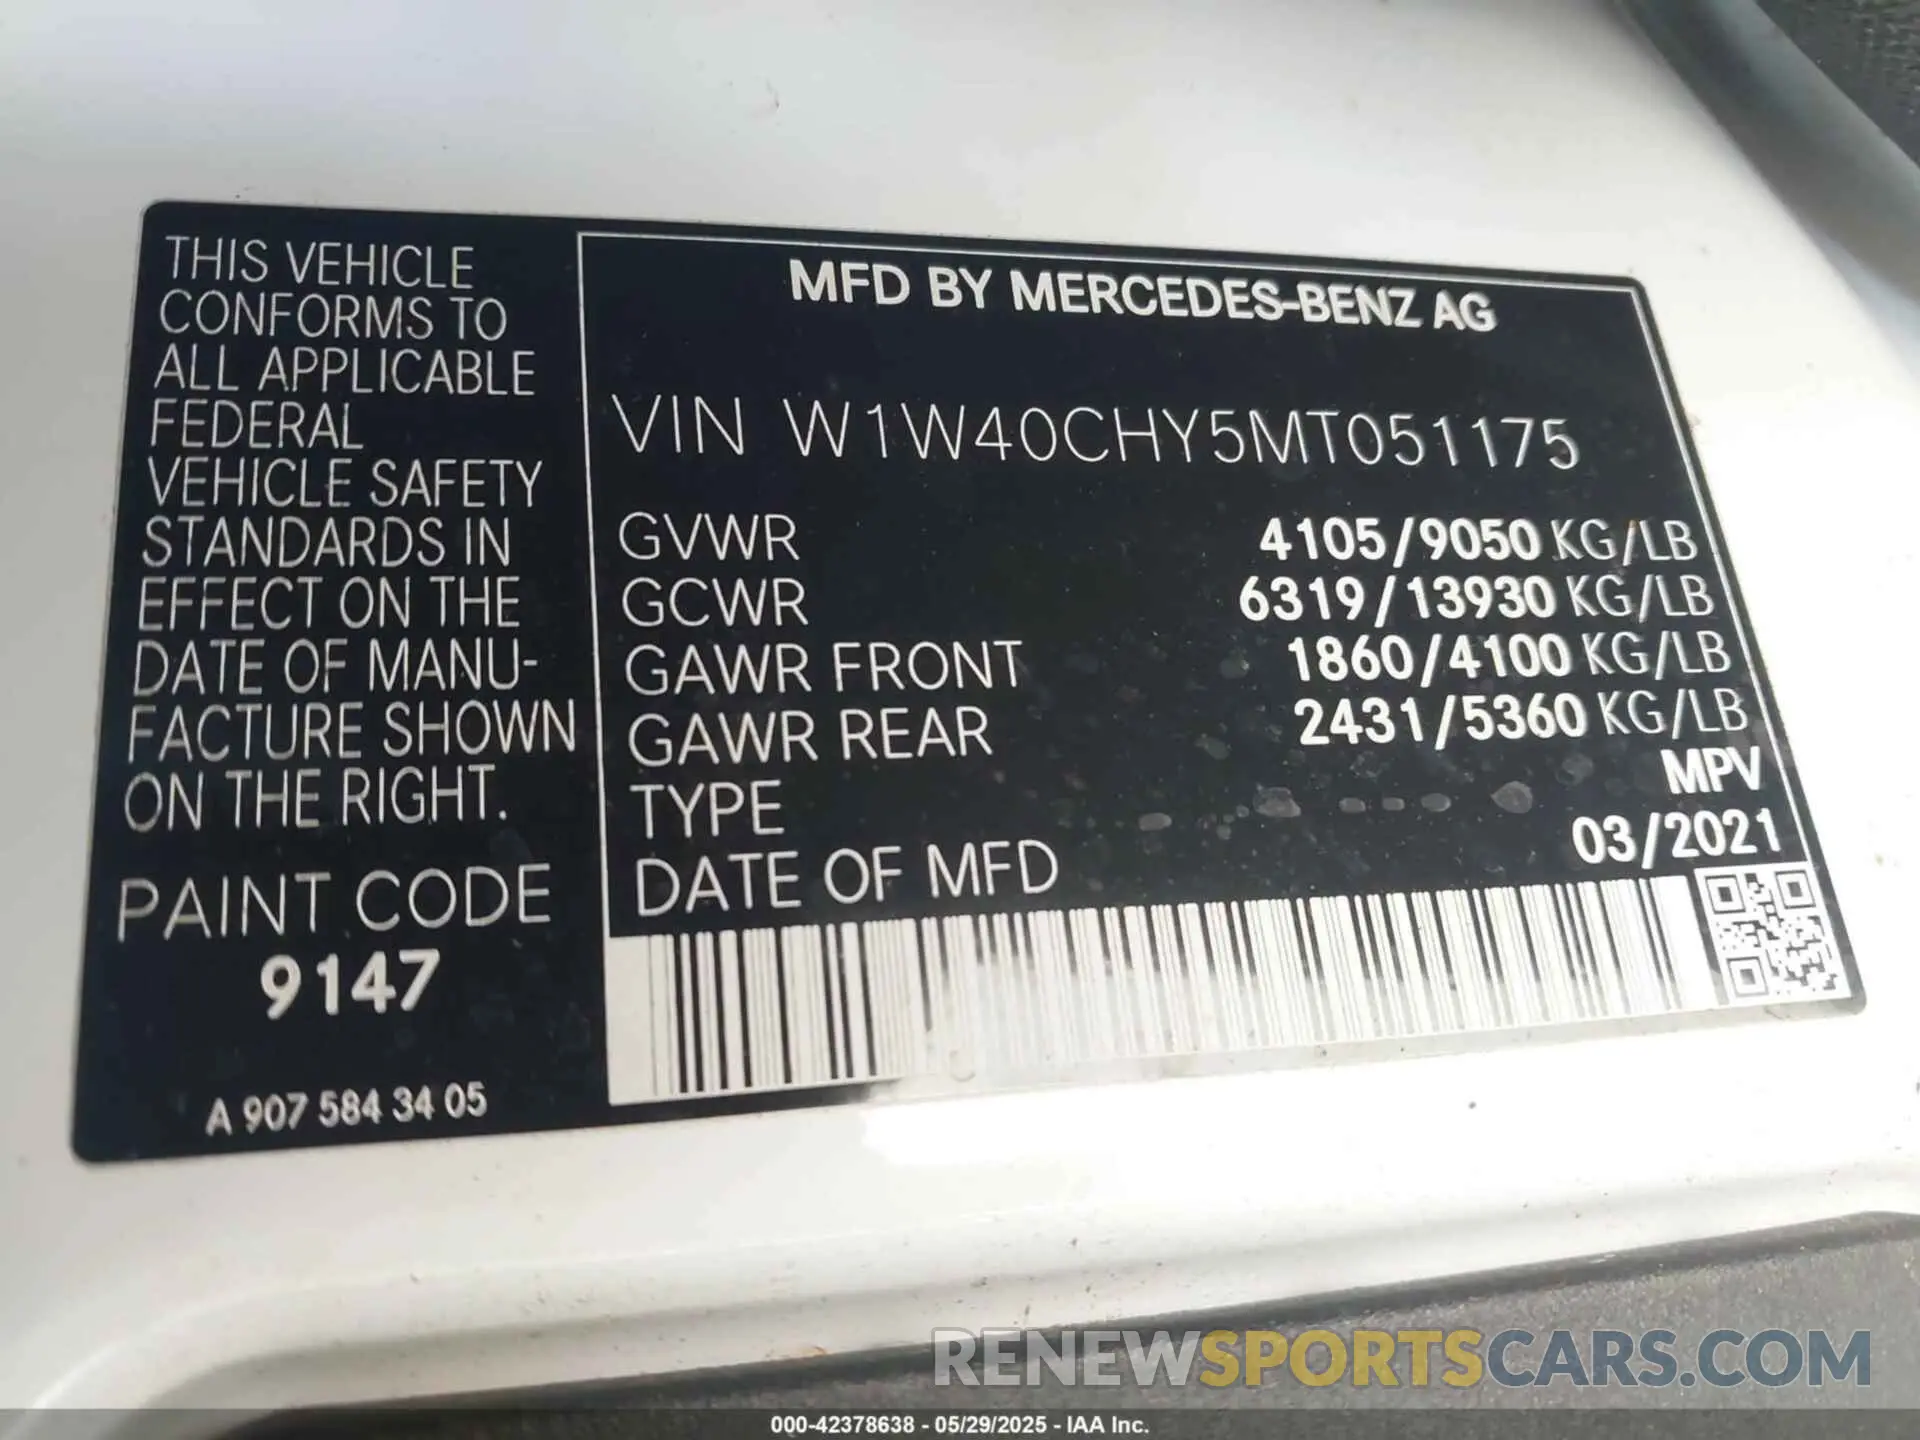 THIS VEHICLE
CONFORMS TO
ALL APPLICABLE
FEDERAL
VEHICLE SAFETY
STANDARDS IN
EFFECT ON THE
DATE OF MANU-
FACTURE SHOWN
ON THE RIGHT.
PAINT CODE
9147
A 907 584 34 05
MFD BY MERCEDES-BENZ AG
VIN W1W40CHY5MT051175
GVWR 4105/9050 KG/LB
GCWR 6319/13930 KG/LB
GAWR FRONT 1860/4100 KG/LB
GAWR REAR 2431/5360 KG/LB
TYPE MPV
DATE OF MFD 03/2021
RENEWSPORTSCARS.COM
000-42378638 - 05/29/2025 - IAA Inc.